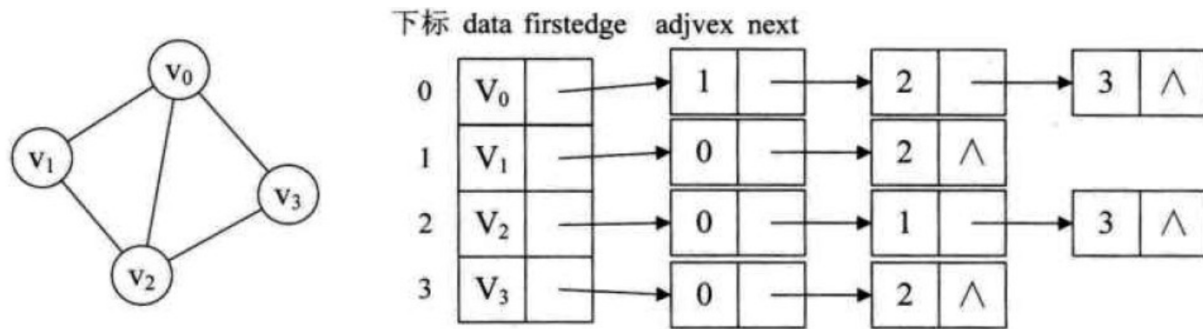 下标 data firstedge adjvex next
v₀
v₁
v₃
v₂
0 V₀ 1 2 3 ∧
1 V₁ 0 2 ∧
2 V₂ 0 1 3 ∧
3 V₃ 0 2 ∧